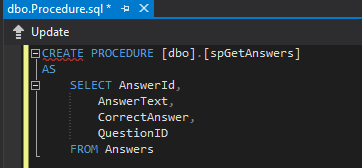 dbo.Procedure.sql*
Update
CREATE PROCEDURE [dbo].[spGetAnswers]
AS
SELECT AnswerId,
AnswerText,
CorrectAnswer,
QuestionID
FROM Answers